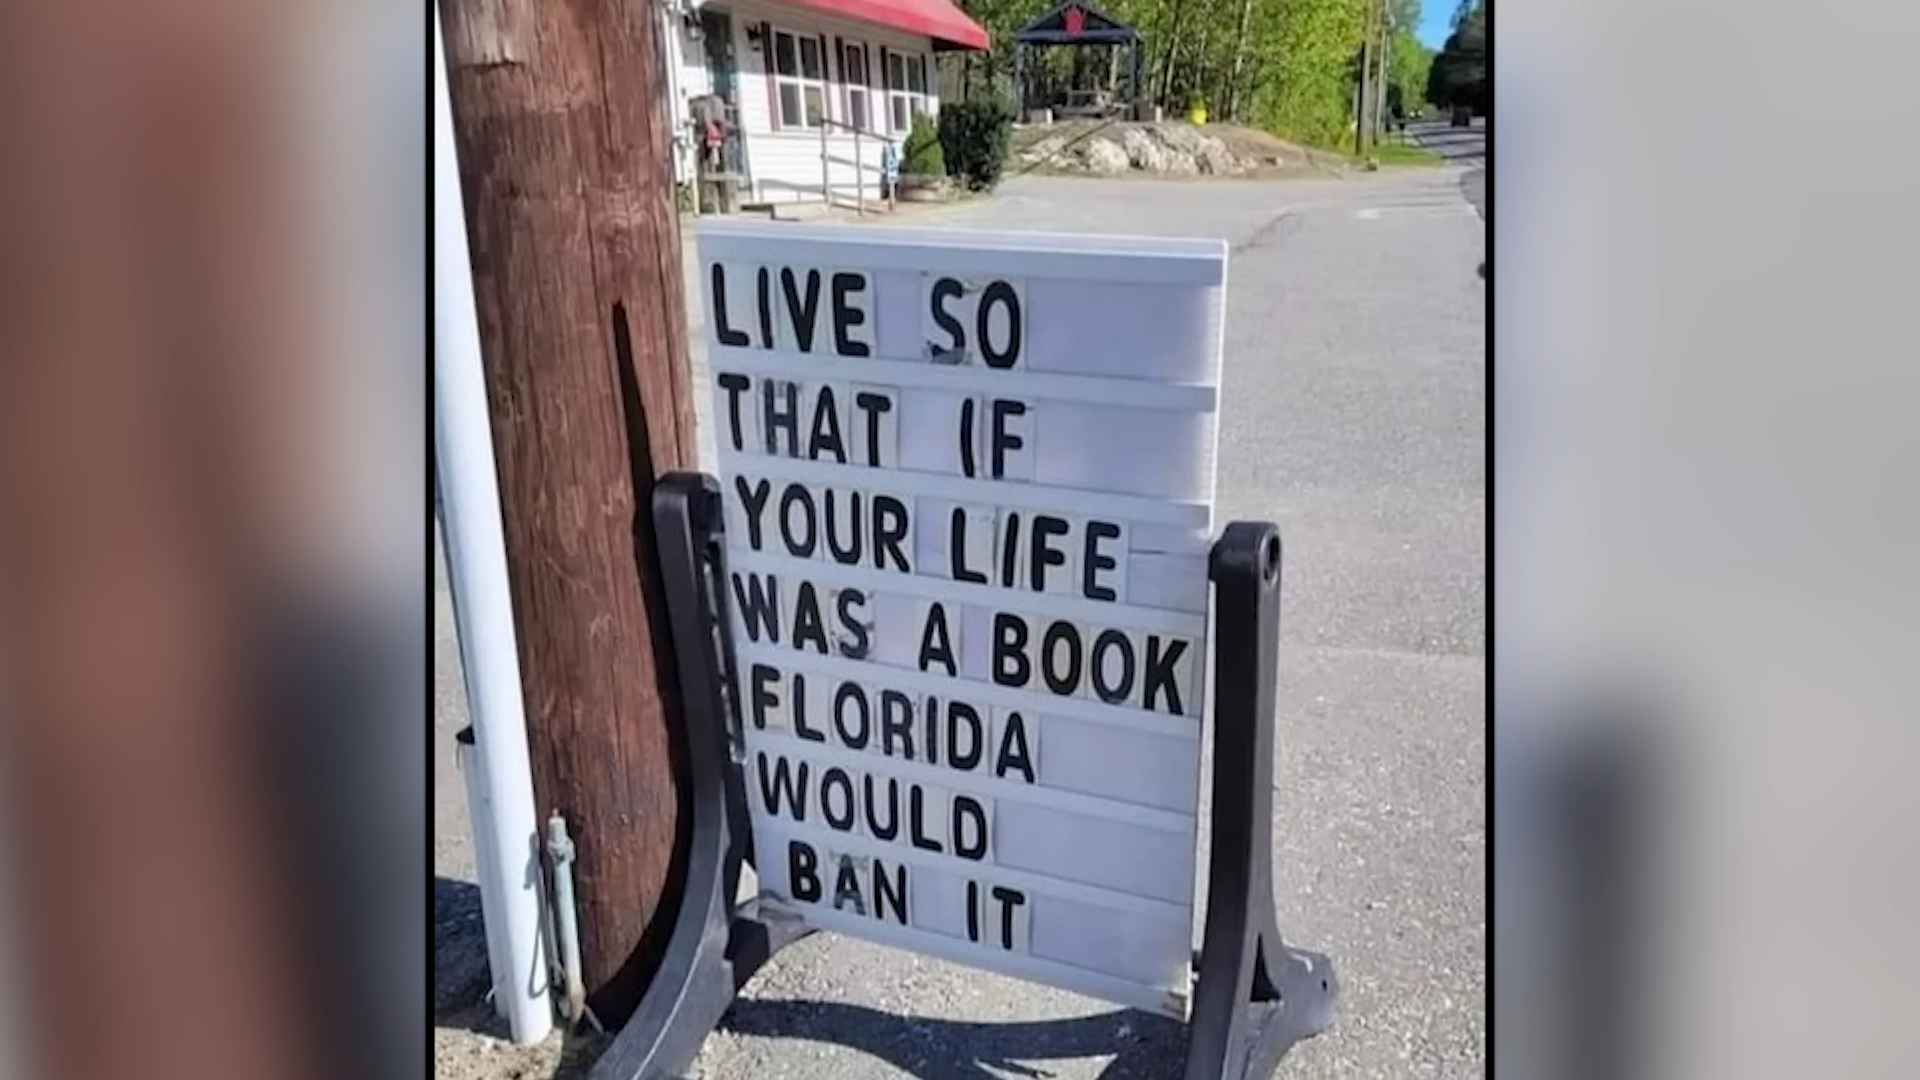 LIVE SO
THAT IF
YOUR LIFE
WAS A BOOK
FLORIDA
WOULD
BAN IT